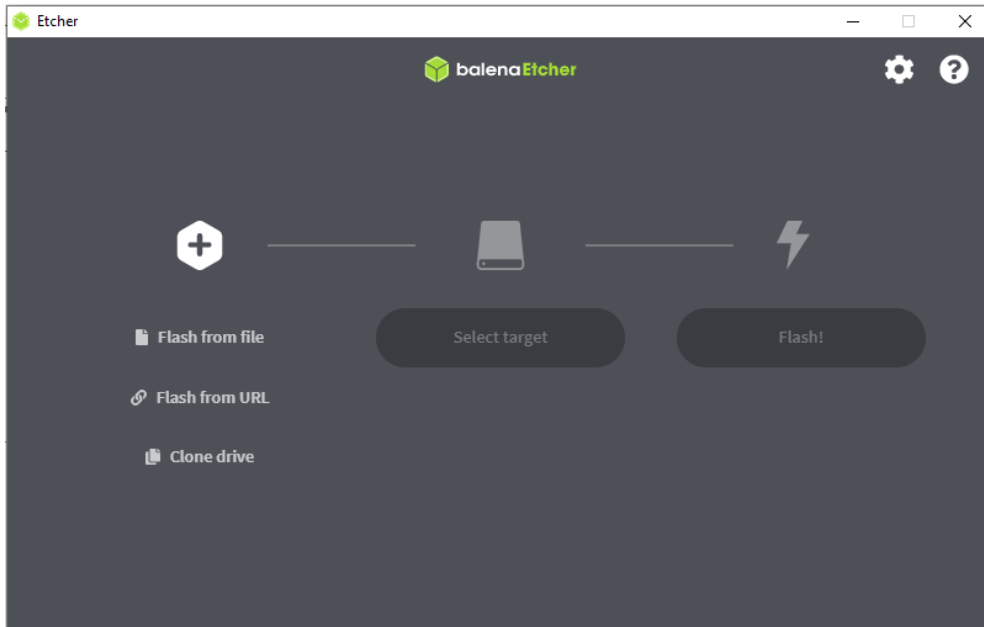 Etcher
balenaEtcher
Flash from file
Select target
Flash!
Flash from URL
Clone drive